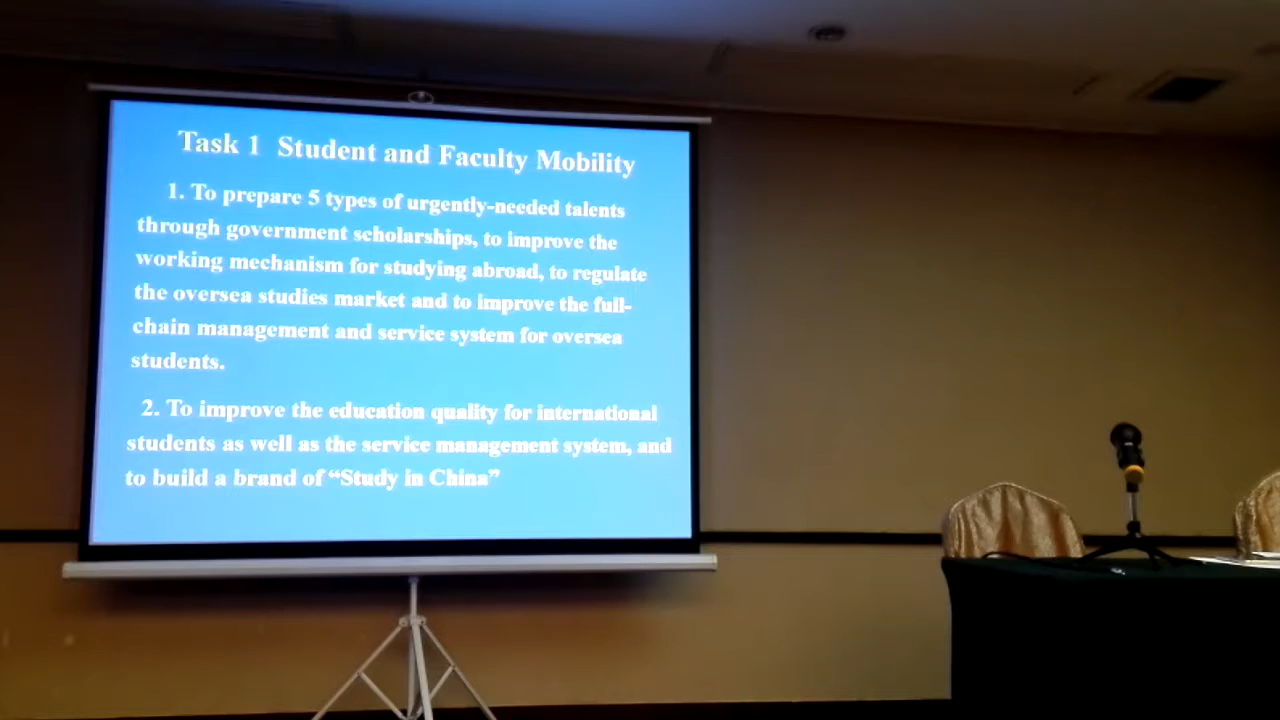 Task 1 Student and Faculty Mobility
1. To prepare 5 types of urgently-needed talents
through government scholarships, to improve the
working mechanism for studying abroad, to regulate
the oversea studies market and to improve the full-
chain management and service system for oversea
students.
2. To improve the education quality for international
students as well as the service management system, and
to build a brand of “Study in China”